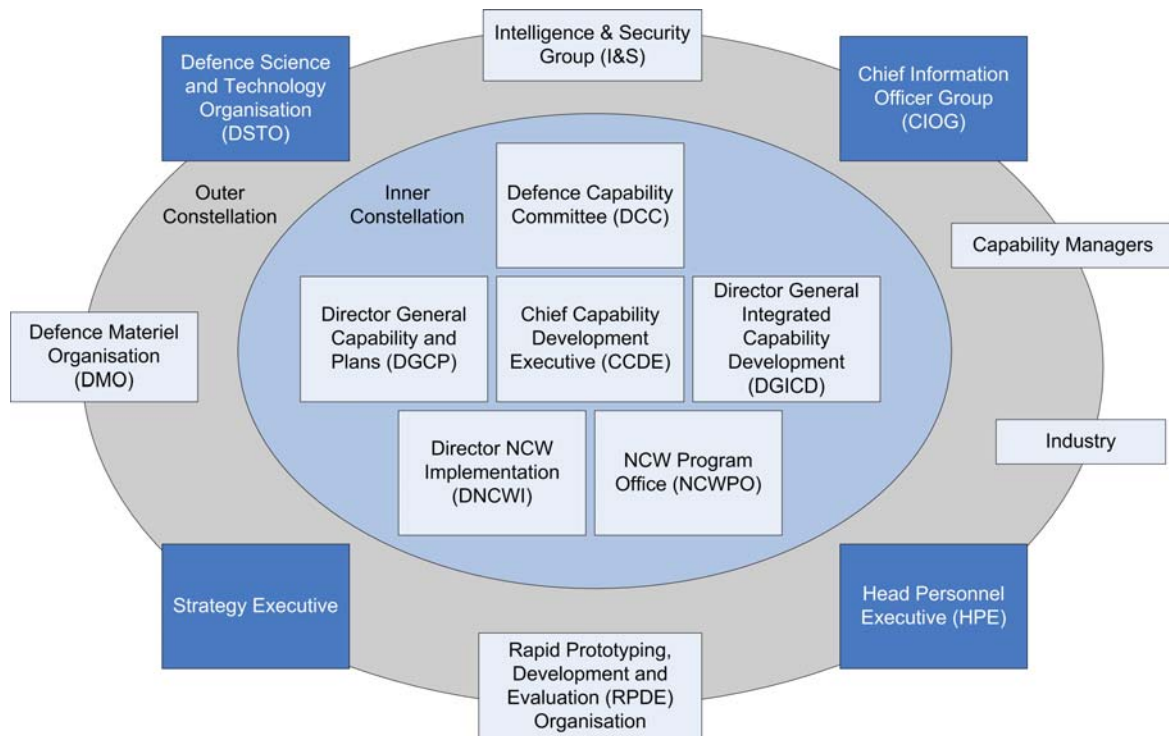 Intelligence & Security
Group (I&S)
Defence Science
and Technology
Organisation
(DSTO)
Chief Information
Officer Group
(CIOG)
Outer
Constellation
Inner
Constellation
Defence Capability
Committee (DCC)
Capability Managers
Director General
Capability and
Plans (DGCP)
Chief Capability
Development
Executive (CCDE)
Director General
Integrated
Capability
Development
(DGICD)
Defence Materiel
Organisation
(DMO)
Industry
Director NCW
Implementation
(DNCWI)
NCW Program
Office (NCWPO)
Strategy Executive
Head Personnel
Executive (HPE)
Rapid Prototyping,
Development and
Evaluation (RPDE)
Organisation